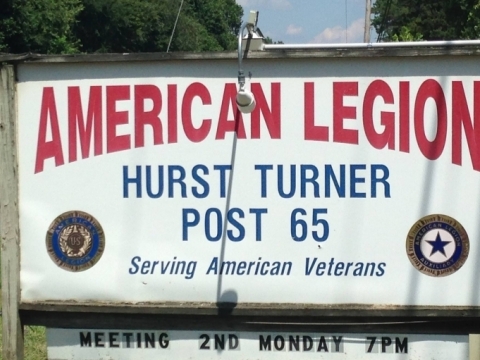 AMERICAN LEGION
HURST TURNER
POST 65
Serving American Veterans
MEETING 2ND MONDAY 7PM